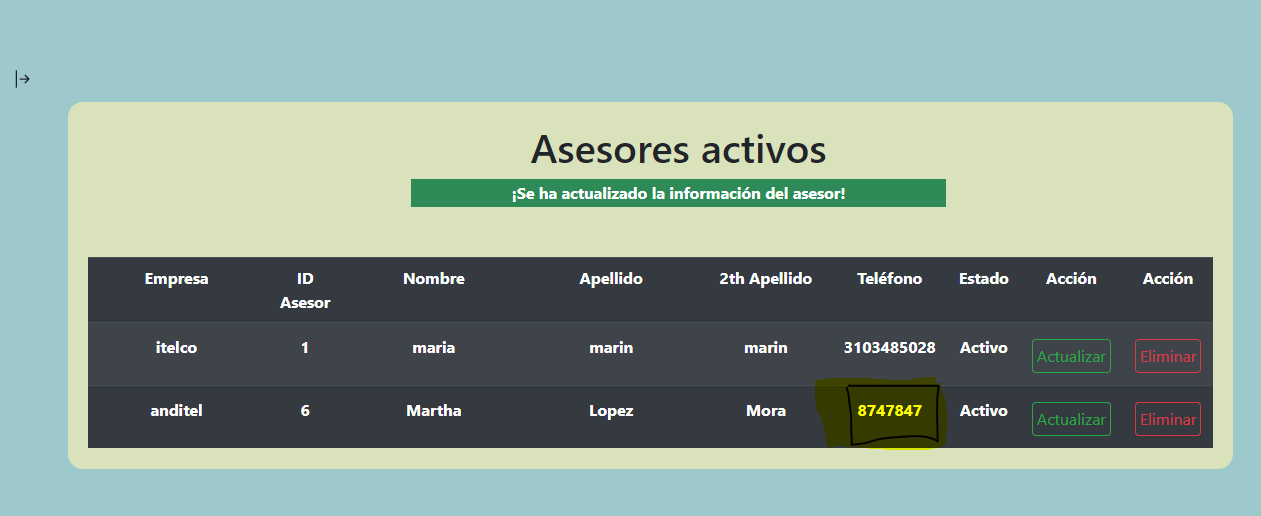 Asesores activos
¡Se ha actualizado la información del asesor!
Empresa ID Asesor Nombre Apellido 2th Apellido Teléfono Estado Acción Acción
itelco 1 maria marin marin 3103485028 Activo Actualizar Eliminar
anditel 6 Martha Lopez Mora 8747847 Activo Actualizar Eliminar